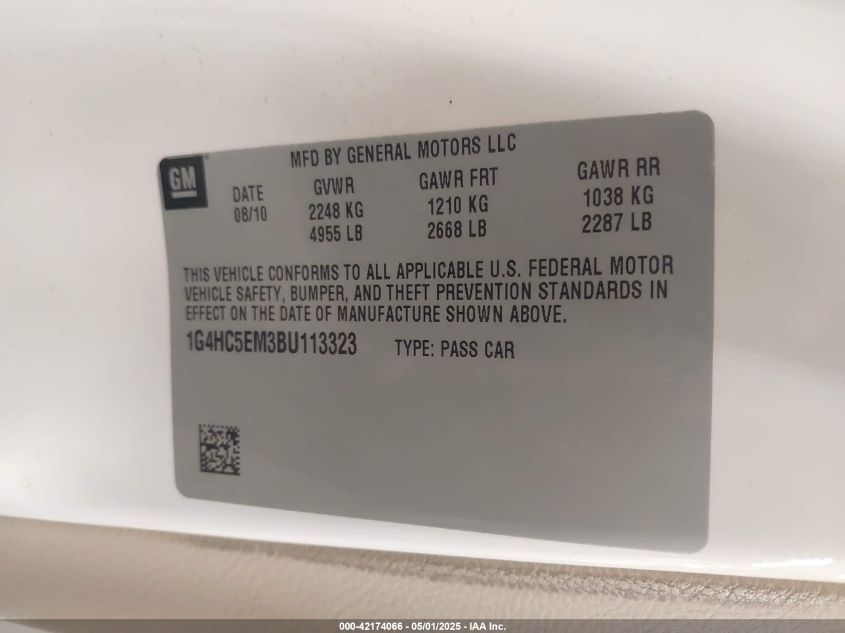 MFD BY GENERAL MOTORS LLC
GM
DATE GVWR GAWR FRT GAWR RR
08/10 2248 KG 1210 KG 1038 KG
4955 LB 2668 LB 2287 LB
THIS VEHICLE CONFORMS TO ALL APPLICABLE U.S. FEDERAL MOTOR
VEHICLE SAFETY, BUMPER, AND THEFT PREVENTION STANDARDS IN
EFFECT ON THE DATE OF MANUFACTURE SHOWN ABOVE.
1G4HC5EM3BU113323 TYPE: PASS CAR
000-42174066 - 05/01/2025 - IAA Inc.